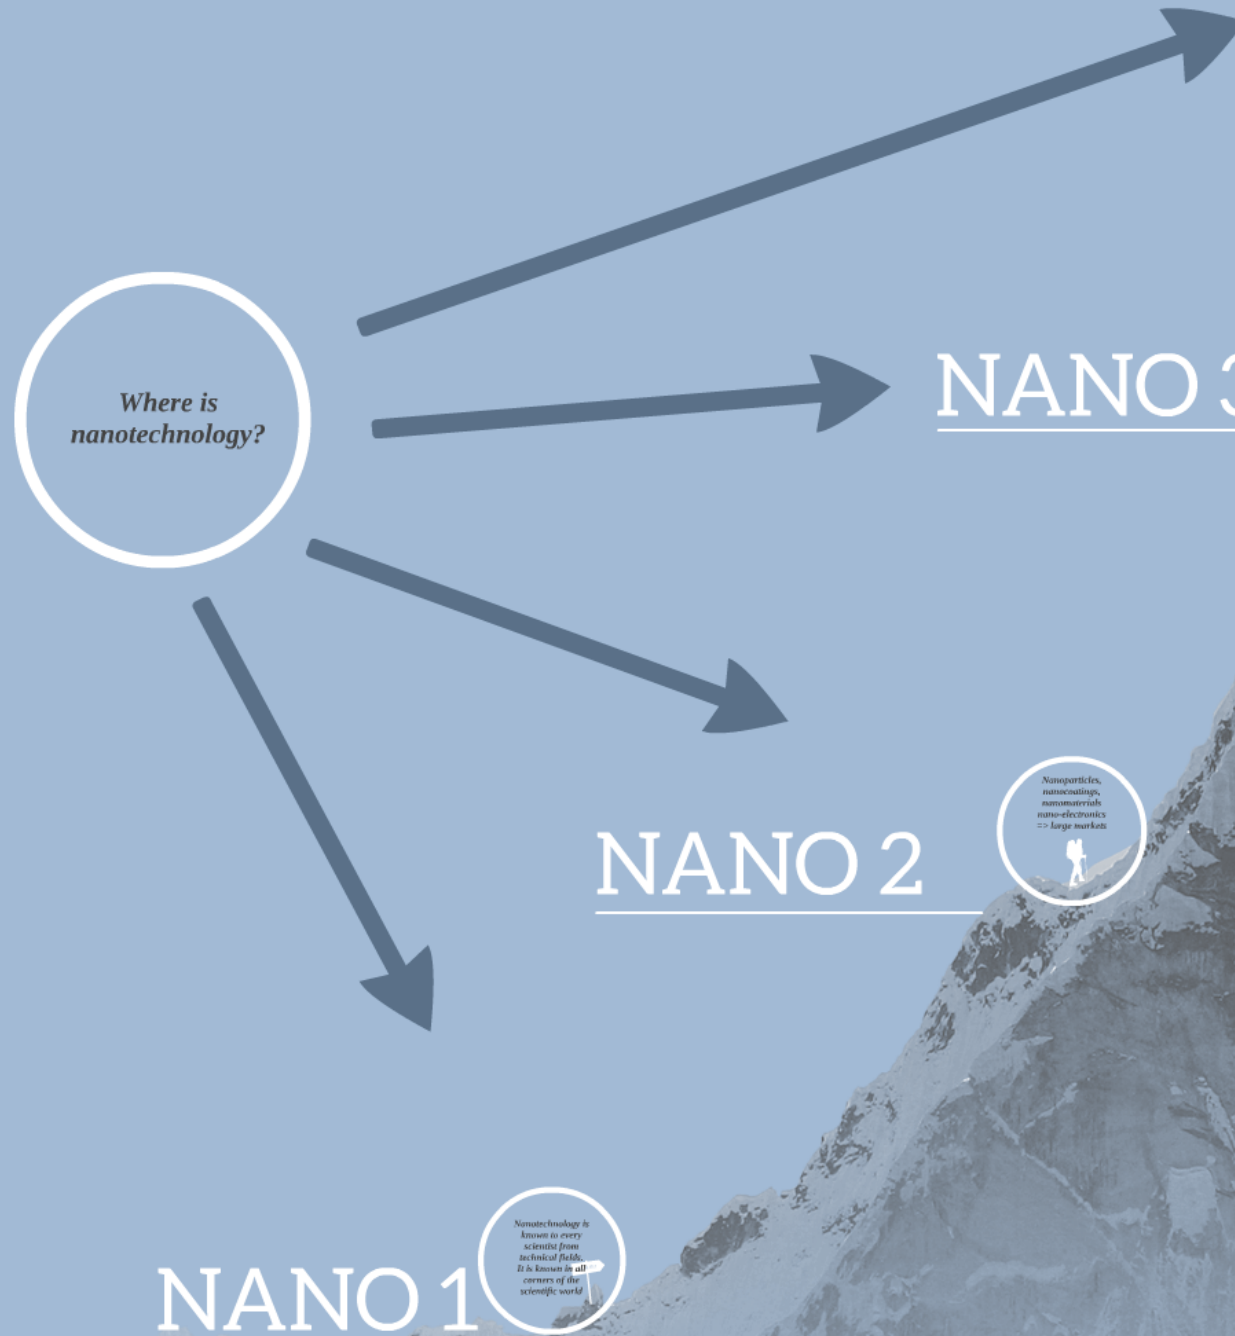 Where is
nanotechnology?
NANO 3
Nanoparticles,
nanocoatings,
nanomaterials
nano-electronics
=> large markets
NANO 2
Nanotechnology is
known to every
scientist from
technical fields.
It is known in all
corners of the
scientific world
NANO 1